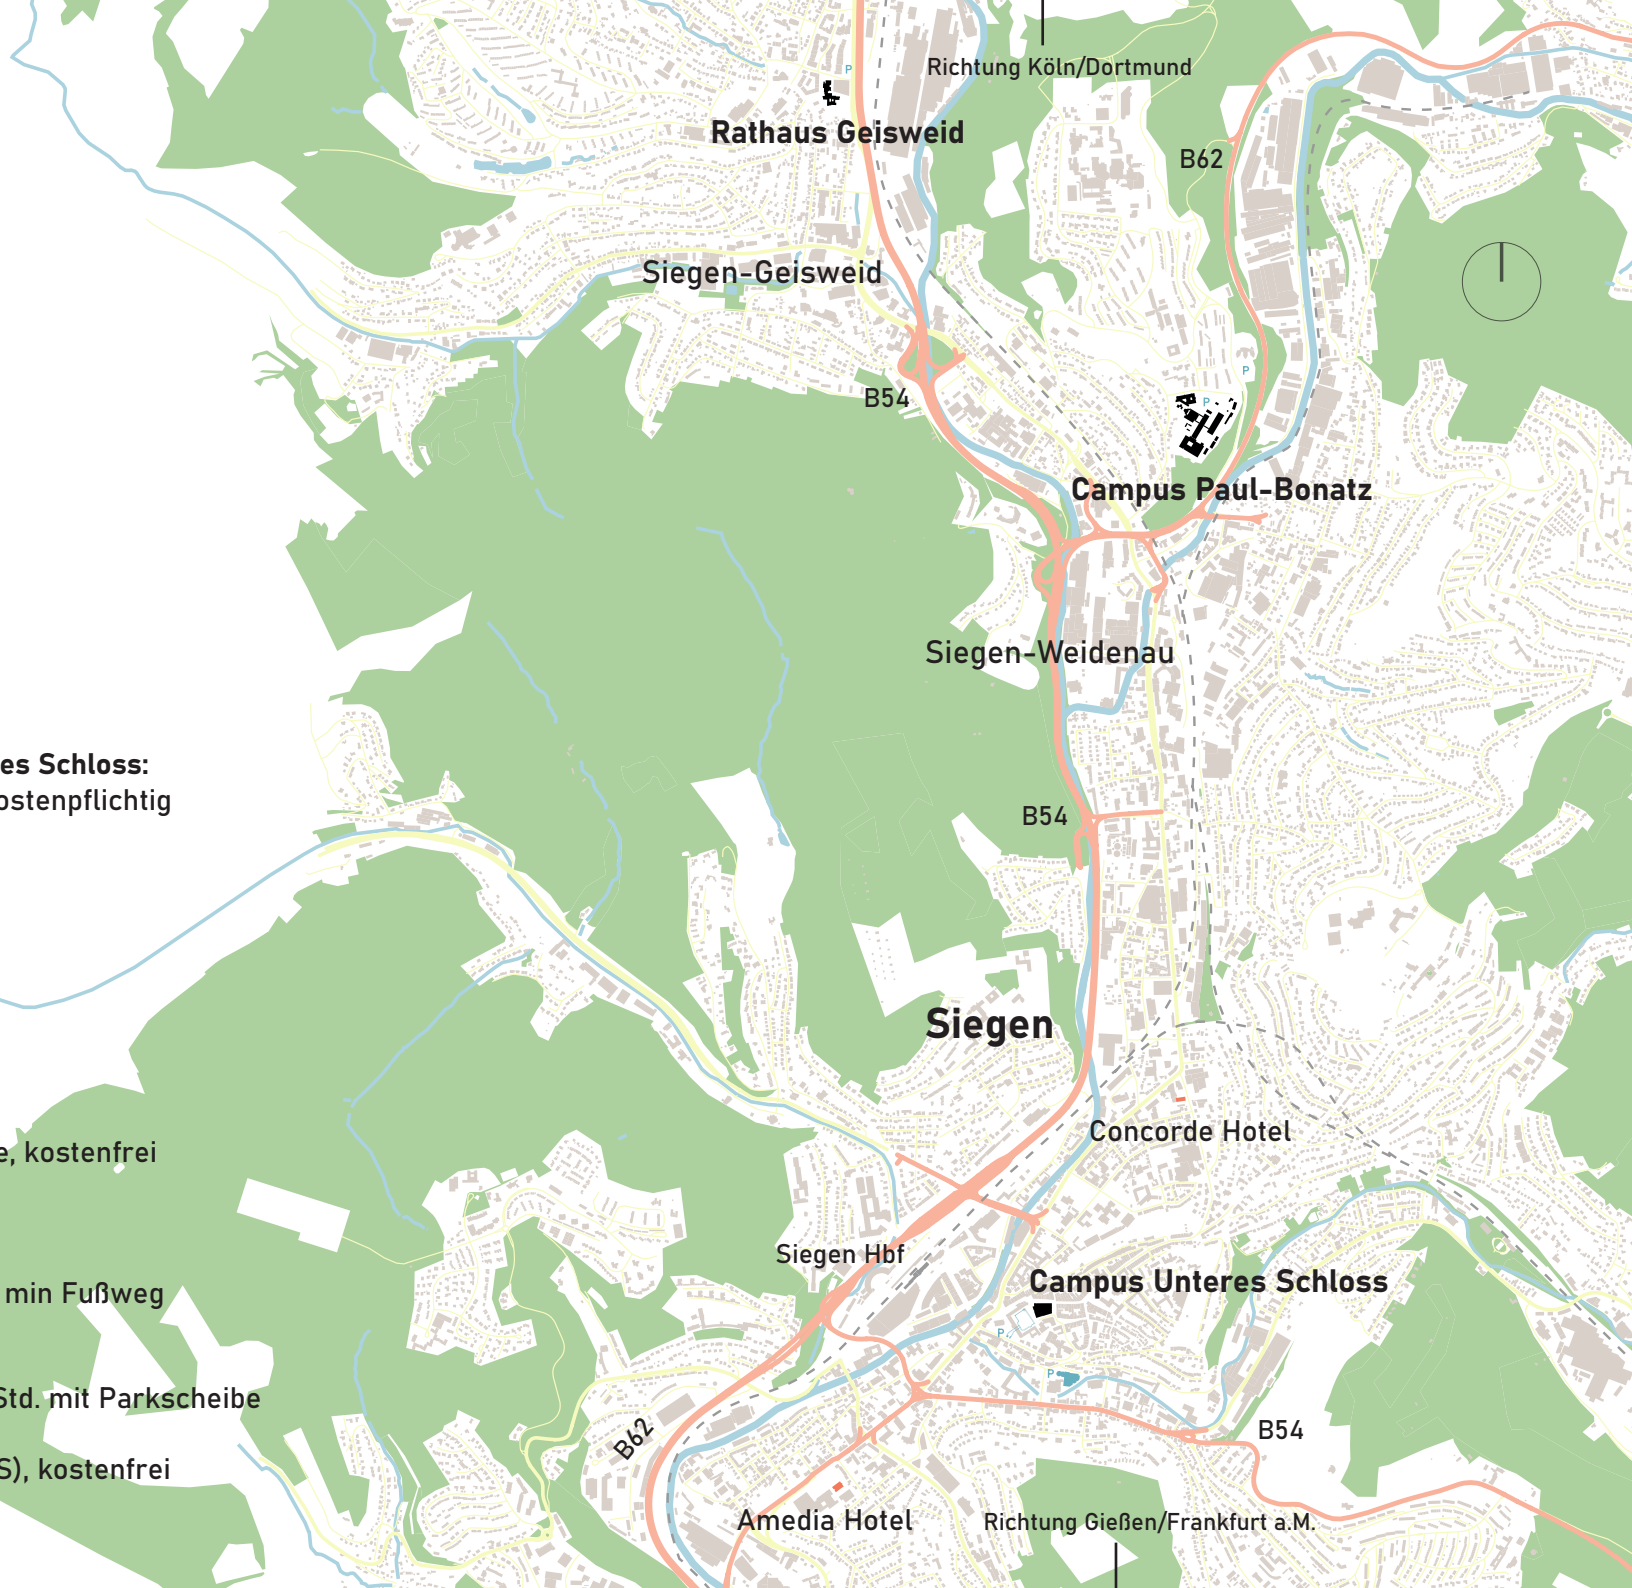 Richtung Köln/Dortmund
P
Rathaus Geisweid
B62
Siegen-Geisweid
P
B54
P
Campus Paul-Bonatz
Siegen-Weidenau
es Schloss:
ostenpflichtig
B54
Siegen
Concorde Hotel
e, kostenfrei
Siegen Hbf
Campus Unteres Schloss
min Fußweg
P
P
Std. mit Parkscheibe
B62
B54
S), kostenfrei
Amedia Hotel
Richtung Gießen/Frankfurt a.M.